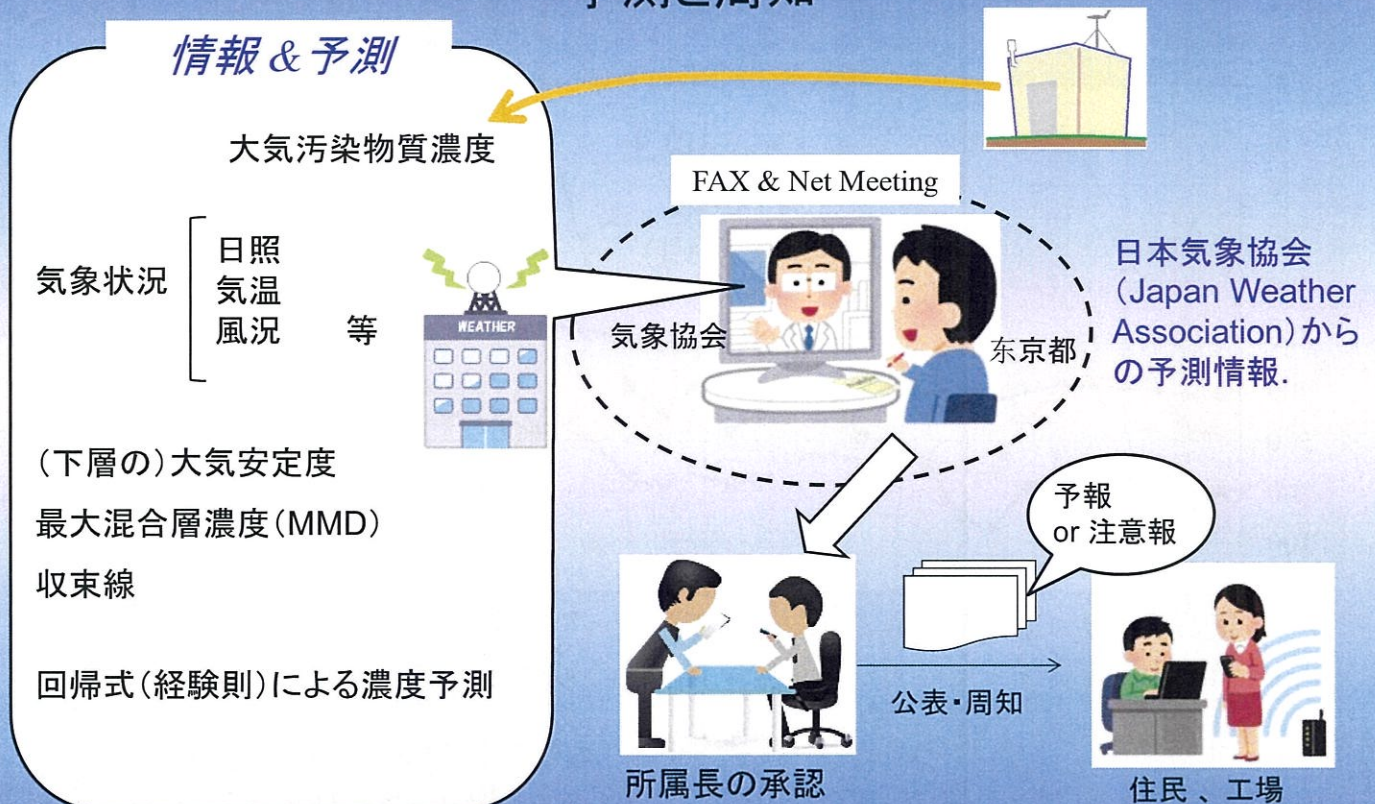 予測と周知
情報 & 予測
大気汚染物質濃度
気象状況
日照
気温
風況 等
WEATHER
(下層の)大気安定度
最大混合層濃度(MMD)
収束線
回帰式(経験則)による濃度予測
FAX & Net Meeting
気象協会
东京都
日本気象協会
(Japan Weather
Association)から
の予測情報.
予報
or 注意報
公表・周知
所属長の承認
住民 、工場